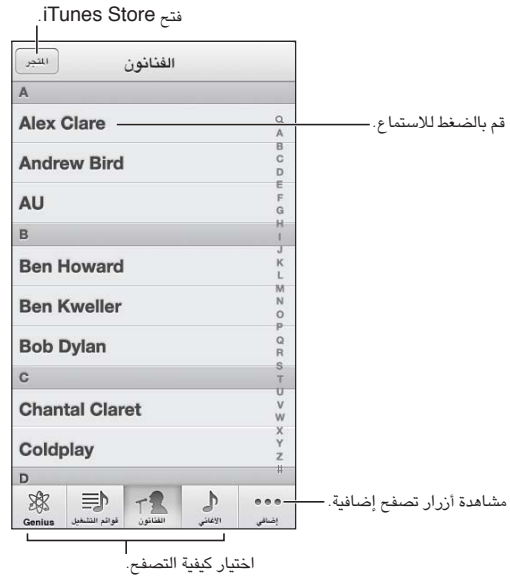 فتح iTunes Store.
المتجر
الفنانون
A
Alex Clare
قم بالضغط للاستماع.
Andrew Bird
AU
B
Ben Howard
Ben Kweller
Bob Dylan
C
Chantal Claret
Coldplay
D
A
B
C
D
E
F
G
H
I
J
K
L
M
N
O
P
Q
R
S
T
U
V
W
X
Y
Z
#
مشاهدة أزرار تصفح إضافية.
إضافي
الأغاني
الفنانون
قوائم التشغيل
Genius
اختيار كيفية التصفح.